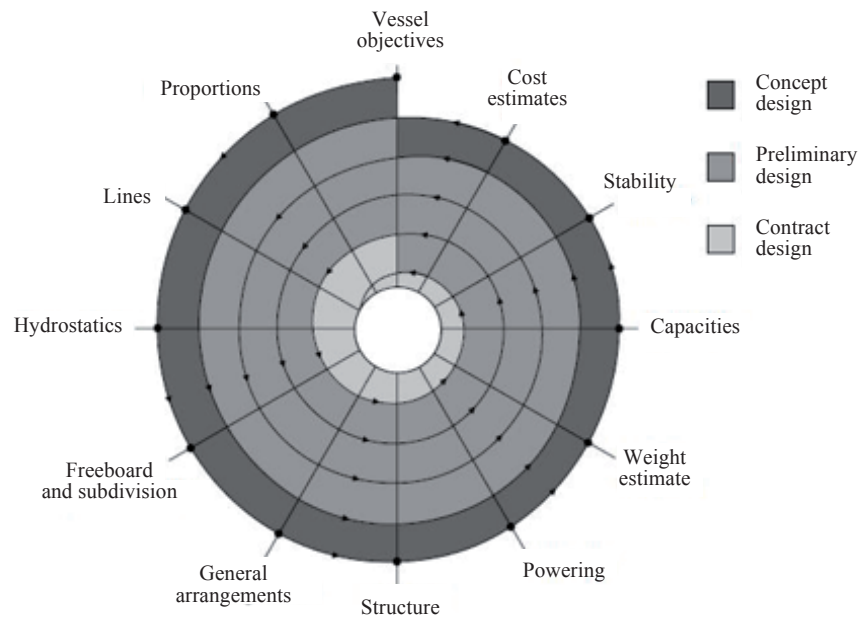 Vessel
objectives
Cost
estimates
Stability
Capacities
Weight
estimate
Powering
Structure
General
arrangements
Freeboard
and subdivision
Hydrostatics
Lines
Proportions
Concept
design
Preliminary
design
Contract
design